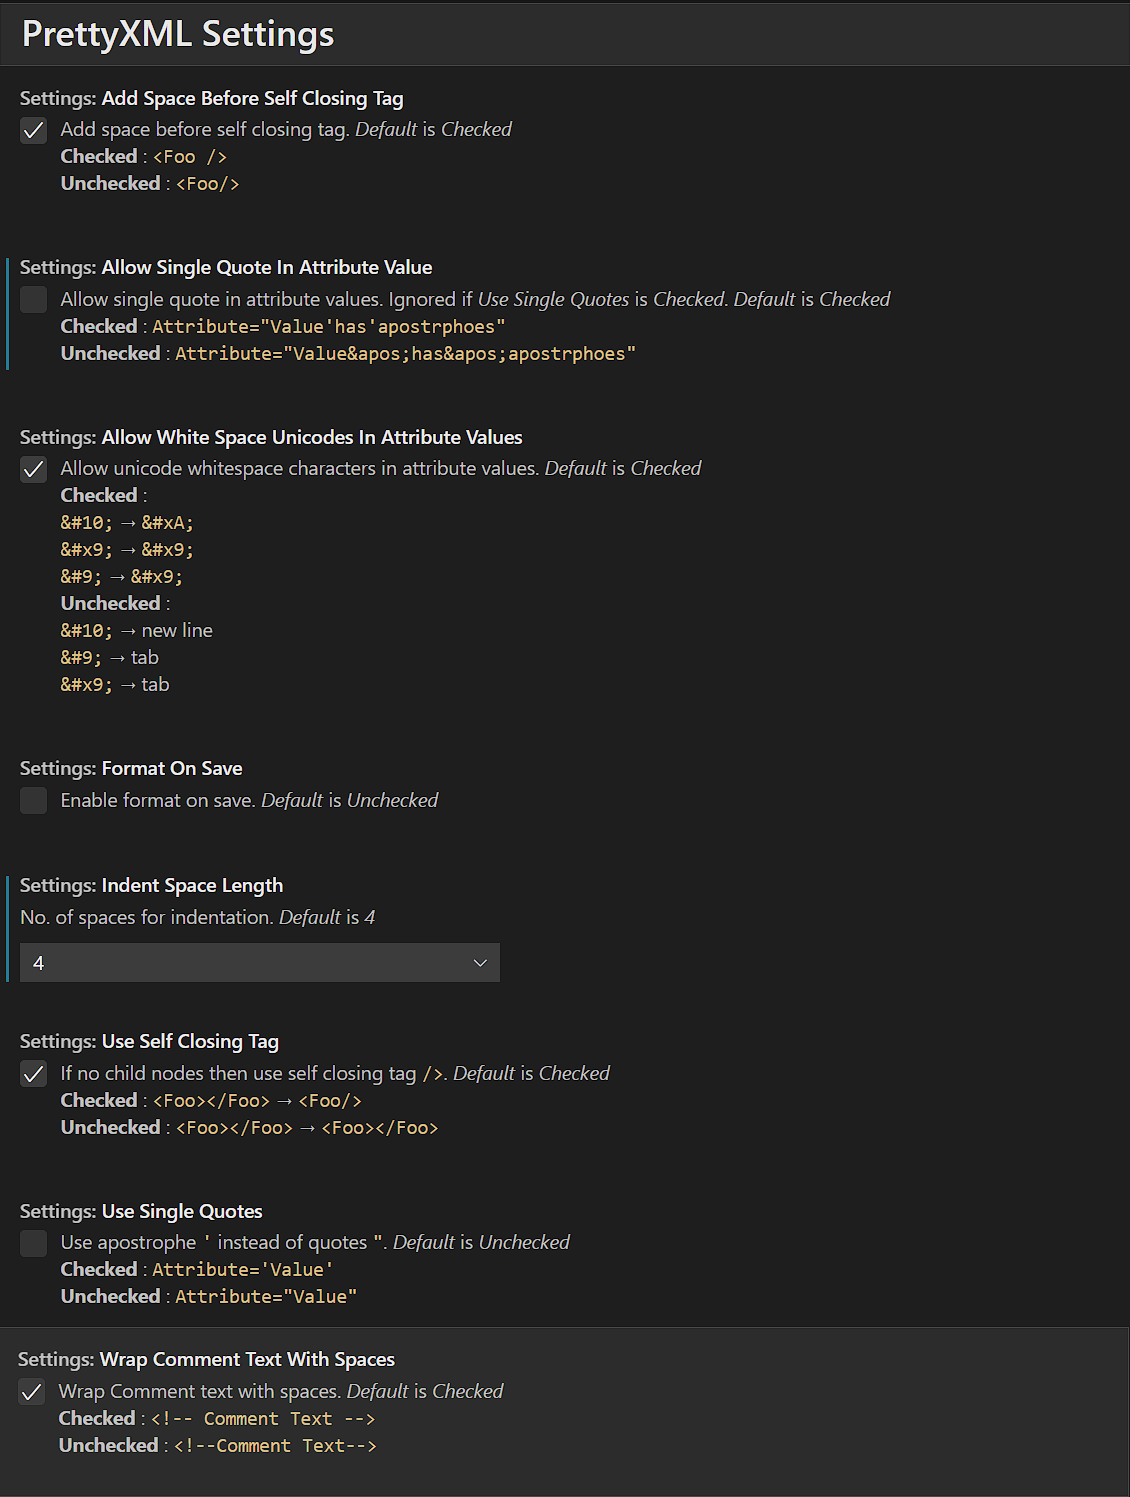 PrettyXML Settings
Settings: Add Space Before Self Closing Tag
Add space before self closing tag. Default is Checked
Checked : <Foo />
Unchecked : <Foo/>
Settings: Allow Single Quote In Attribute Value
Allow single quote in attribute values. Ignored if Use Single Quotes is Checked. Default is Checked
Checked : Attribute="Value'has'apostrphoes"
Unchecked : Attribute="Value&apos;has&apos;apostrphoes"
Settings: Allow White Space Unicodes In Attribute Values
Allow unicode whitespace characters in attribute values. Default is Checked
Checked :
&#10; → &#xA;
&#x9; → &#x9;
&#9; → &#x9;
Unchecked :
&#10; → new line
&#9; → tab
&#x9; → tab
Settings: Format On Save
Enable format on save. Default is Unchecked
Settings: Indent Space Length
No. of spaces for indentation. Default is 4
4
Settings: Use Self Closing Tag
If no child nodes then use self closing tag />. Default is Checked
Checked : <Foo></Foo> → <Foo/>
Unchecked : <Foo></Foo> → <Foo></Foo>
Settings: Use Single Quotes
Use apostrophe ' instead of quotes ". Default is Unchecked
Checked : Attribute='Value'
Unchecked : Attribute="Value"
Settings: Wrap Comment Text With Spaces
Wrap Comment text with spaces. Default is Checked
Checked : <!-- Comment Text -->
Unchecked : <!--Comment Text-->